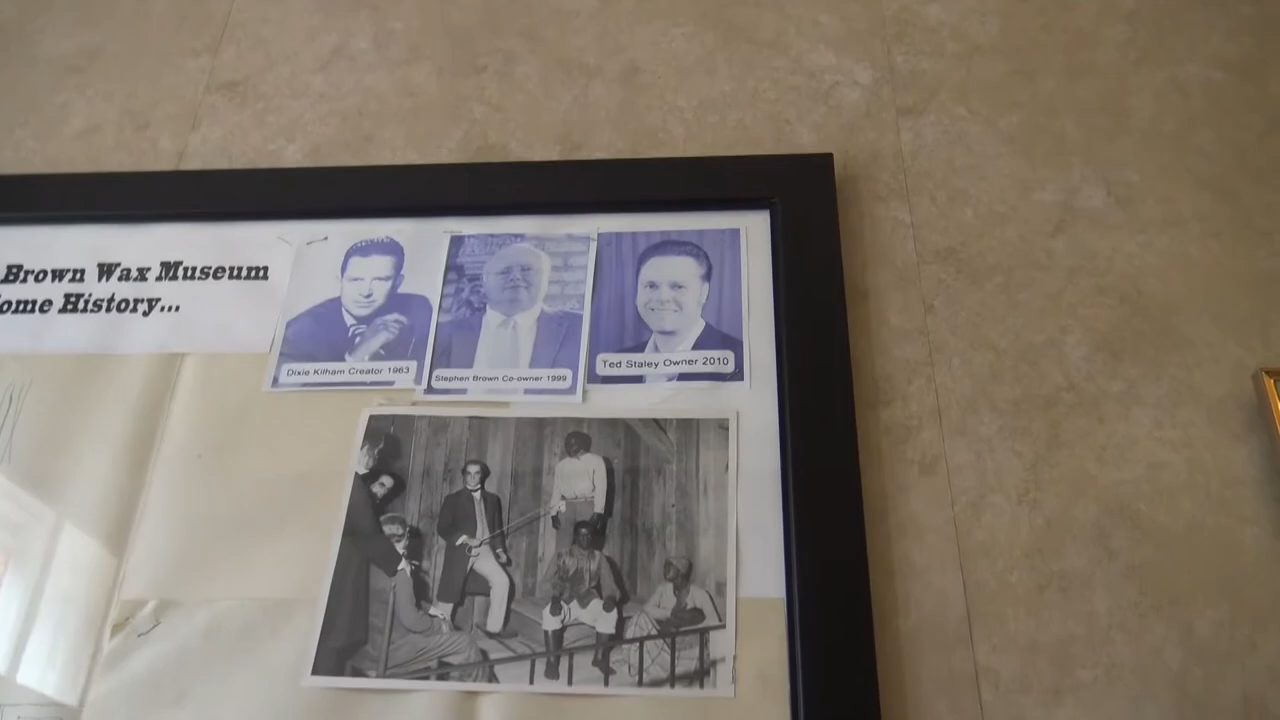 Brown Wax Museum
ome History...
Dixie Kilham Creator 1963
Stephen Brown Co-owner 1999
Ted Staley Owner 2010